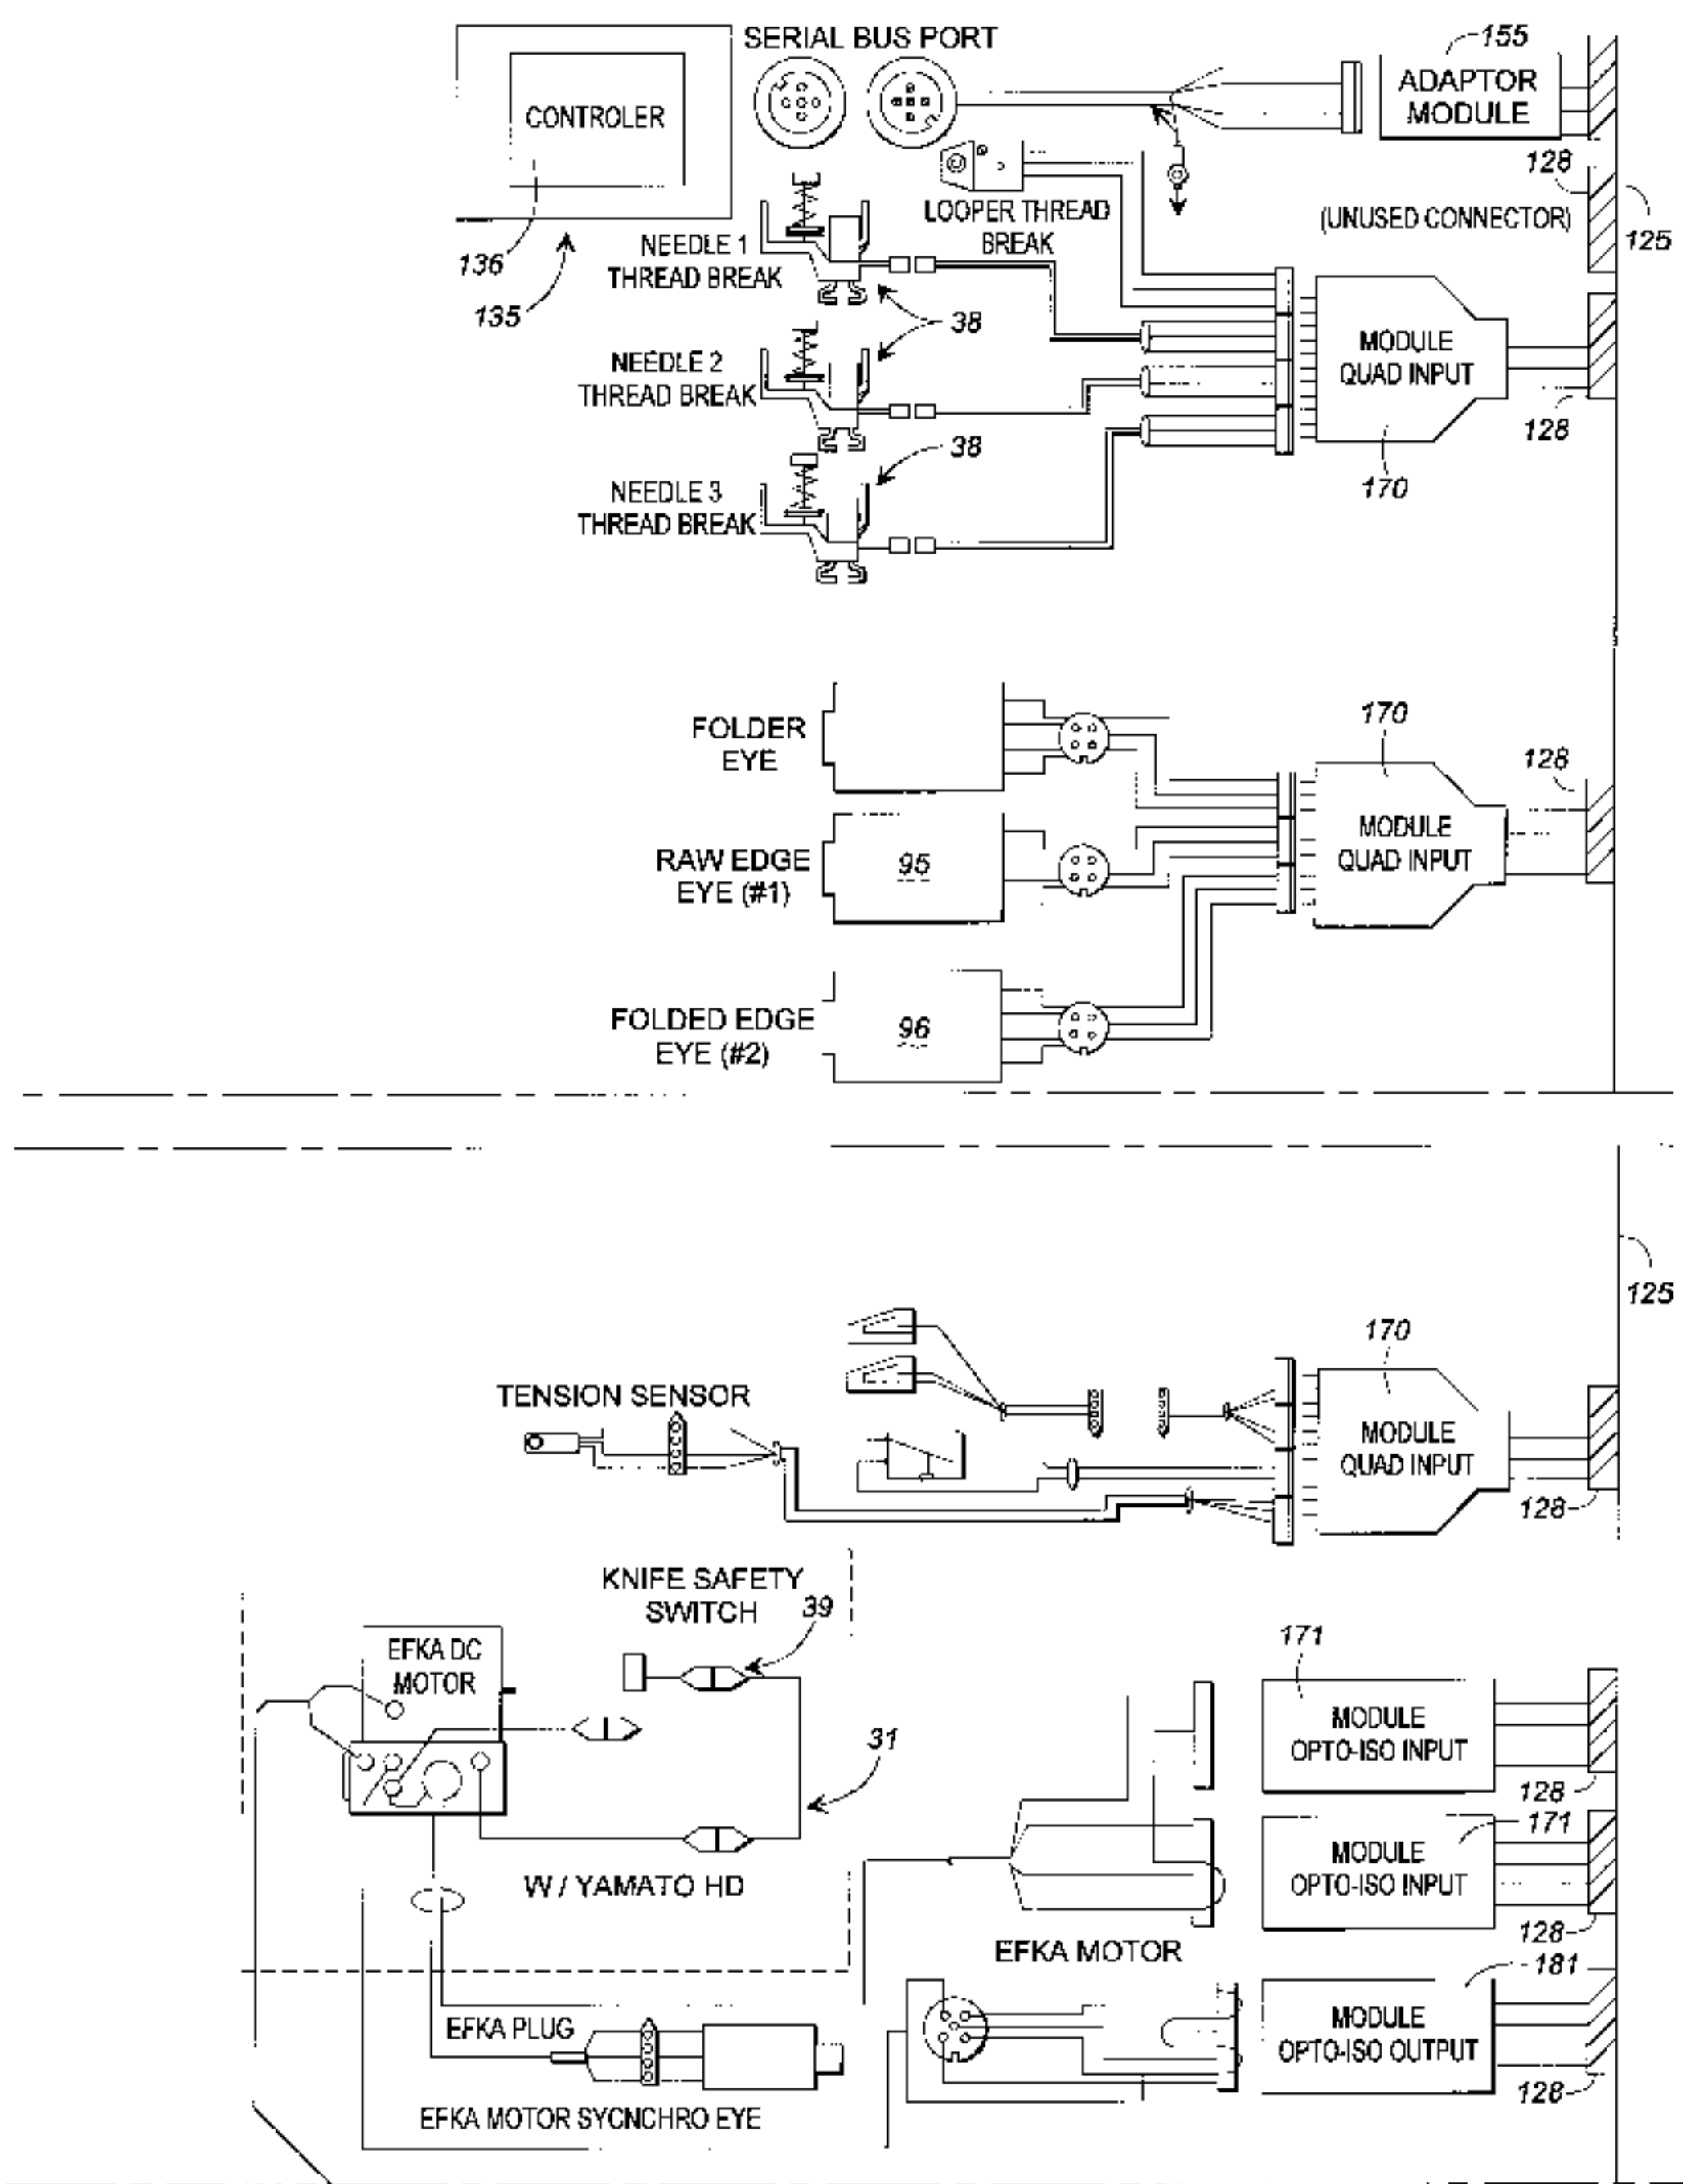 SERIAL BUS PORT
155
ADAPTOR
MODULE
CONTROLER
128
(UNUSED CONNECTOR)
125
LOOPER THREAD
BREAK
136
135
NEEDLE 1
THREAD BREAK
38
NEEDLE 2
THREAD BREAK
MODULE
QUAD INPUT
128
170
38
NEEDLE 3
THREAD BREAK
FOLDER
EYE
170
128
MODULE
QUAD INPUT
RAW EDGE
EYE (#1)
95
FOLDED EDGE
EYE (#2)
96
125
170
TENSION SENSOR
MODULE
QUAD INPUT
128
KNIFE SAFETY
SWITCH
39
EFKA DC
MOTOR
171
MODULE
OPTO-ISO INPUT
31
128
171
MODULE
OPTO-ISO INPUT
W / YAMATO HD
128
EFKA MOTOR
181
MODULE
OPTO-ISO OUTPUT
EFKA PLUG
128
EFKA MOTOR SYCNCHRO EYE